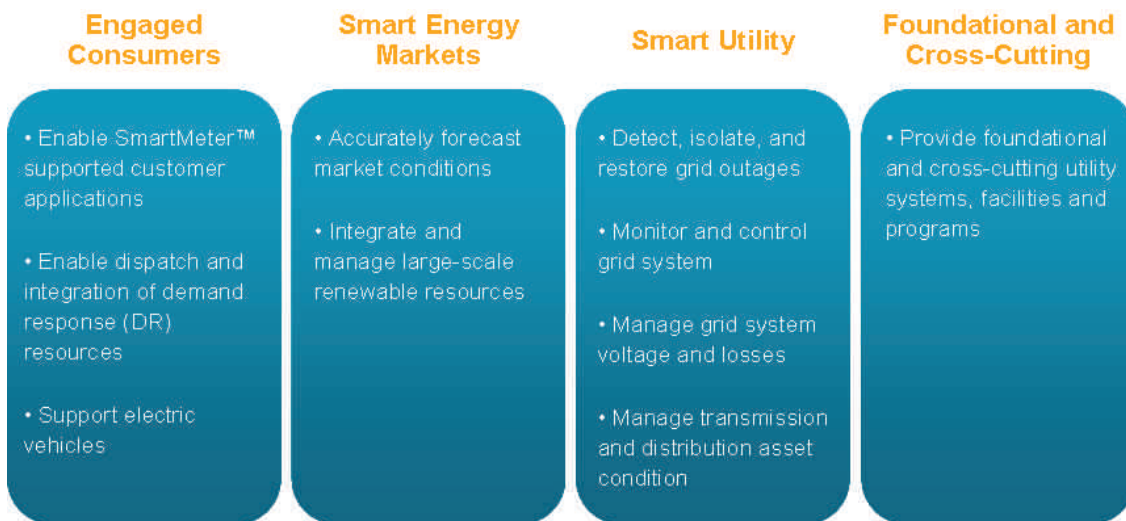 Engaged
Consumers
• Enable SmartMeter™
supported customer
applications
• Enable dispatch and
integration of demand
response (DR)
resources
• Support electric
vehicles
Smart Energy
Markets
• Accurately forecast
market conditions
• Integrate and
manage large-scale
renewable resources
Smart Utility
• Detect, isolate, and
restore grid outages
• Monitor and control
grid system
• Manage grid system
voltage and losses
• Manage transmission
and distribution asset
condition
Foundational and
Cross-Cutting
• Provide foundational
and cross-cutting utility
systems, facilities and
programs